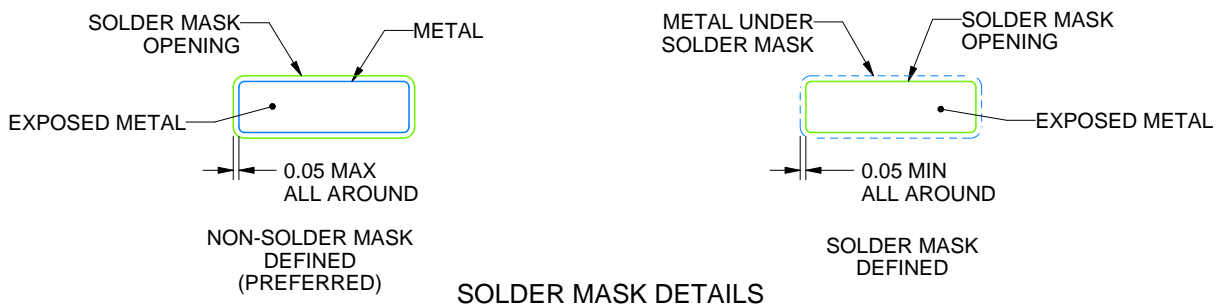 SOLDER MASK
OPENING
METAL
EXPOSED METAL
0.05 MAX
ALL AROUND
NON-SOLDER MASK
DEFINED
(PREFERRED)
METAL UNDER
SOLDER MASK
SOLDER MASK
OPENING
EXPOSED METAL
0.05 MIN
ALL AROUND
SOLDER MASK
DEFINED
SOLDER MASK DETAILS